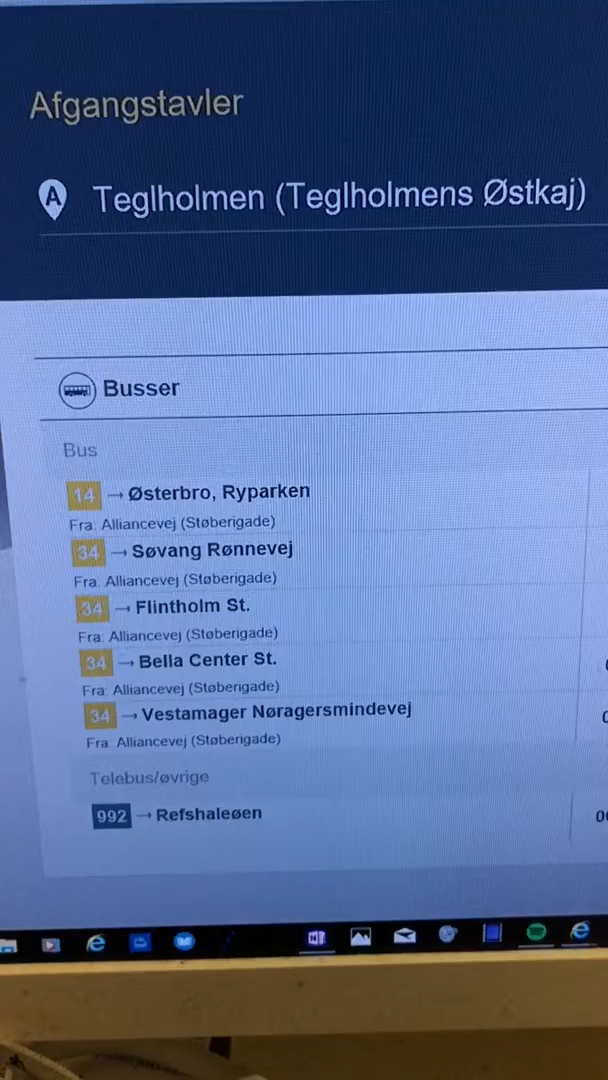 Afgangstavler
A Teglholmen (Teglholmens Østkaj)
Busser
Bus
14 → Østerbro, Ryparken
Fra: Alliancevej (Støberigade)
34 → Søvang Rønnevej
Fra: Alliancevej (Støberigade)
34 → Flintholm St.
Fra: Alliancevej (Støberigade)
34 → Bella Center St.
Fra: Alliancevej (Støberigade)
34 → Vestamager Nøragersmindevej
Fra: Alliancevej (Støberigade)
Telebus/øvrige
992 → Refshaleøen